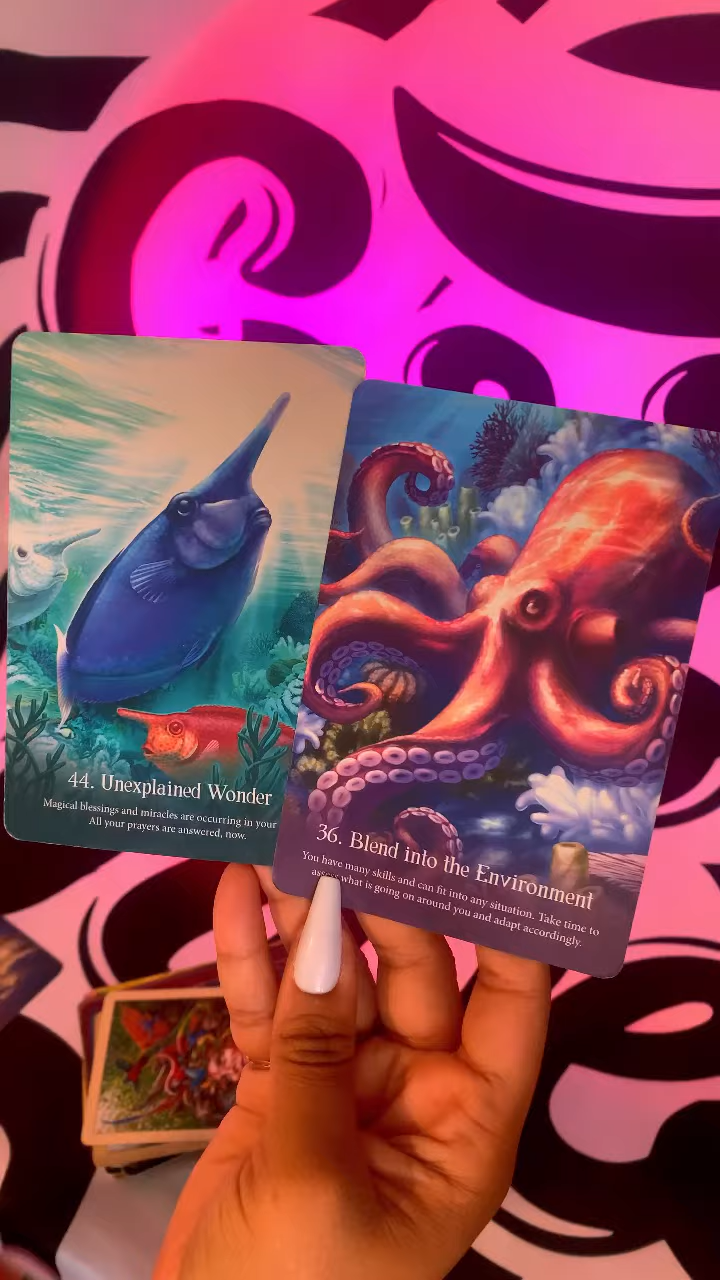 44. Unexplained Wonder
Magical blessings and miracles are occurring in your
All your prayers are answered, now.
36. Blend into the Environment
You have many skills and can fit into any situation. Take time to
assess what is going on around you and adapt accordingly.